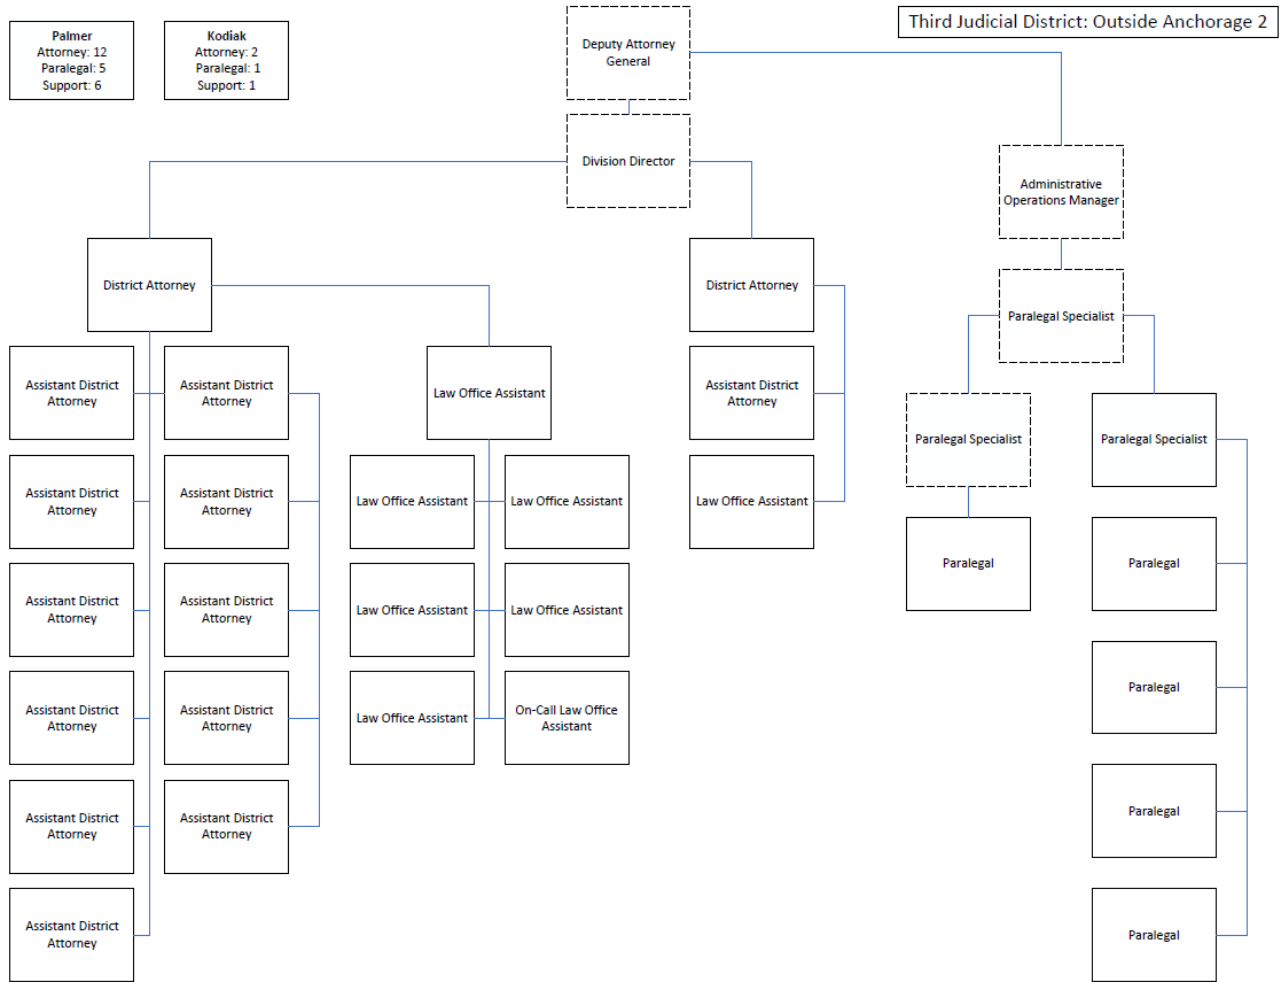 Palmer
Attorney: 12
Paralegal: 5
Support: 6
Kodiak
Attorney: 2
Paralegal: 1
Support: 1
Deputy Attorney
General
Third Judicial District: Outside Anchorage 2
Division Director
Administrative
Operations Manager
District Attorney
District Attorney
Paralegal Specialist
Assistant District
Attorney
Assistant District
Attorney
Law Office Assistant
Assistant District
Attorney
Paralegal Specialist
Paralegal Specialist
Assistant District
Attorney
Assistant District
Attorney
Law Office Assistant
Law Office Assistant
Law Office Assistant
Paralegal
Paralegal
Assistant District
Attorney
Assistant District
Attorney
Law Office Assistant
Law Office Assistant
Paralegal
Assistant District
Attorney
Assistant District
Attorney
Law Office Assistant
On-Call Law Office
Assistant
Paralegal
Assistant District
Attorney
Assistant District
Attorney
Assistant District
Attorney
Paralegal